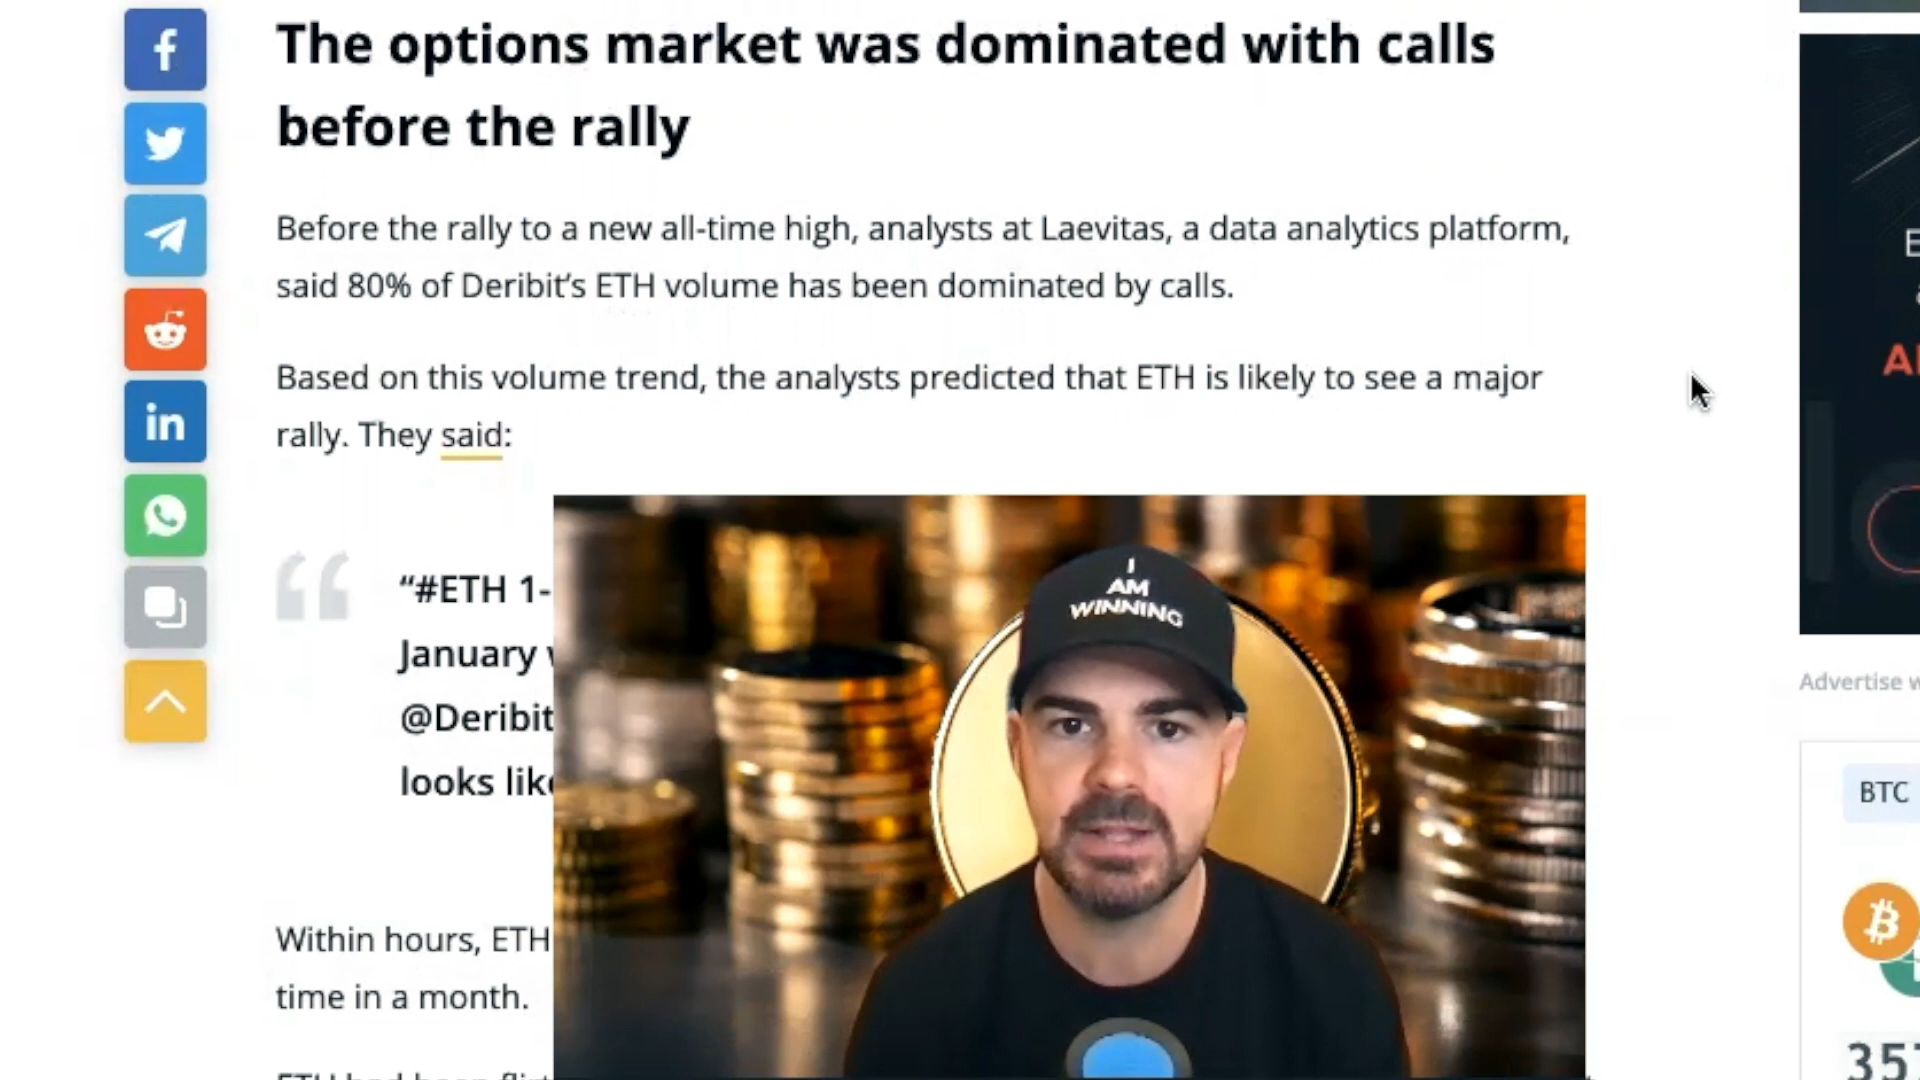 The options market was dominated with calls
before the rally
Before the rally to a new all-time high, analysts at Laevitas, a data analytics platform,
said 80% of Deribit’s ETH volume has been dominated by calls.
Based on this volume trend, the analysts predicted that ETH is likely to see a major
rally. They said:
“#ETH 1-
January
@Deribit
looks like
I
AM
WINNING
Within hours, ETH
time in a month.
Advertise
BTC